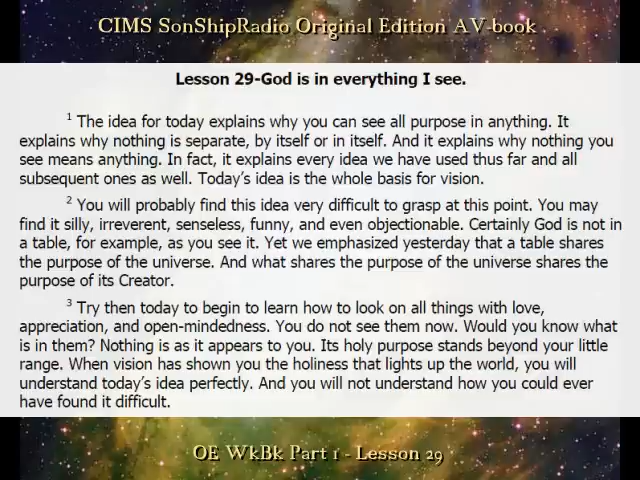 CIMS SonShipRadio Original Edition AV-book
Lesson 29-God is in everything I see.
1 The idea for today explains why you can see all purpose in anything. It
explains why nothing is separate, by itself or in itself. And it explains why nothing you
see means anything. In fact, it explains every idea we have used thus far and all
subsequent ones as well. Today's idea is the whole basis for vision.
2 You will probably find this idea very difficult to grasp at this point. You may
find it silly, irreverent, senseless, funny, and even objectionable. Certainly God is not in
a table, for example, as you see it. Yet we emphasized yesterday that a table shares
the purpose of the universe. And what shares the purpose of the universe shares the
purpose of its Creator.
3 Try then today to begin to learn how to look on all things with love,
appreciation, and open-mindedness. You do not see them now. Would you know what
is in them? Nothing is as it appears to you. Its holy purpose stands beyond your little
range. When vision has shown you the holiness that lights up the world, you will
understand today's idea perfectly. And you will not understand how you could ever
have found it difficult.
OE WkBk Part 1 - Lesson 29